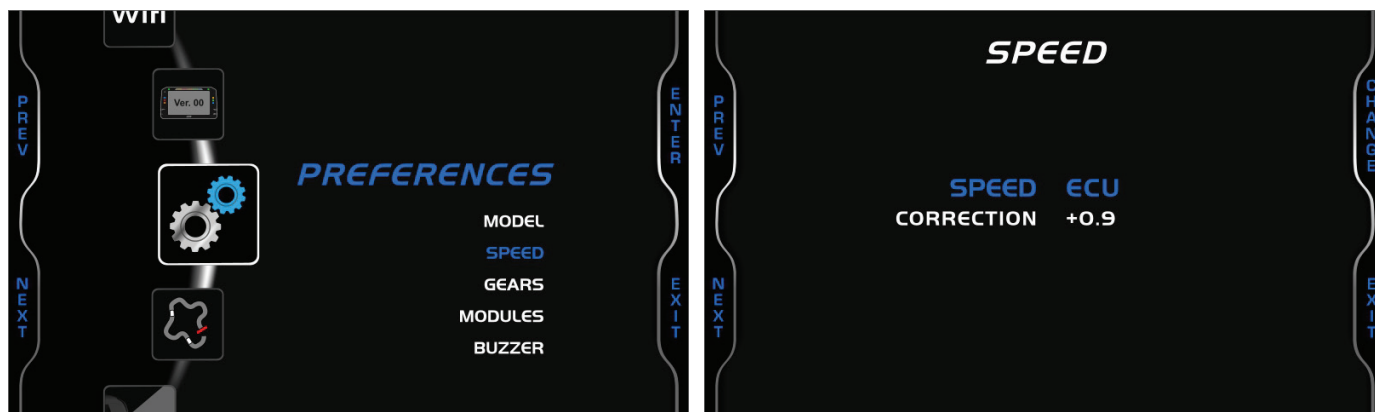 Wifi
Ver. 00
PREV
NEXT
PREFERENCES
MODEL
SPEED
GEARS
MODULES
BUZZER
ENTER
EXIT
SPEED
PREV
NEXT
SPEED ECU
CORRECTION +0.9
CHANGE
EXIT